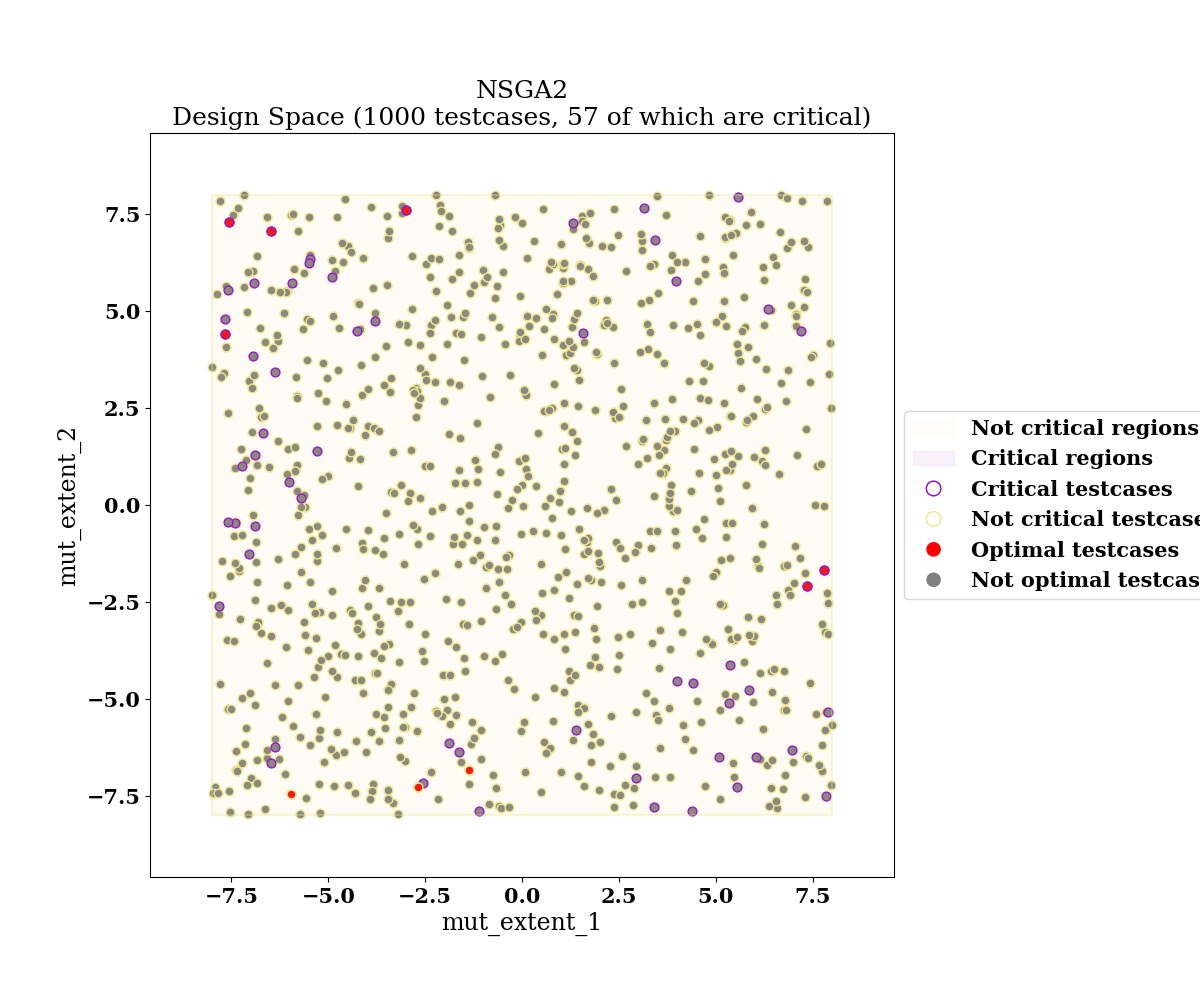 NSGA2
Design Space (1000 testcases, 57 of which are critical)
7.5
5.0
2.5
0.0
−2.5
−5.0
−7.5
mut_extent_2
−7.5 −5.0 −2.5 0.0 2.5 5.0 7.5
mut_extent_1
Not critical regions
Critical regions
Critical testcases
Not critical testcase
Optimal testcases
Not optimal testcas